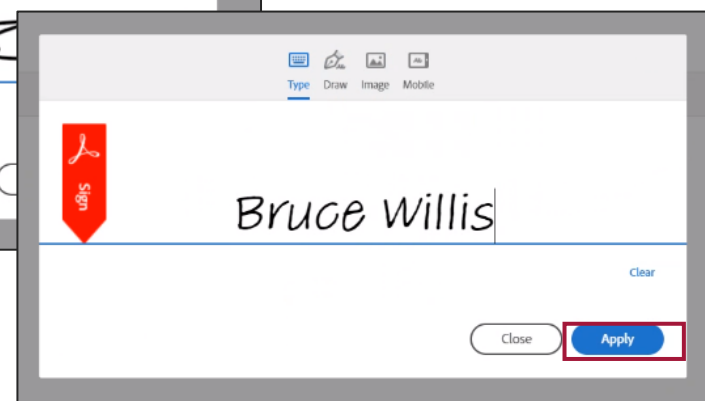 Type Draw Image Mobile
Sign
Bruce Willis
Clear
Close Apply